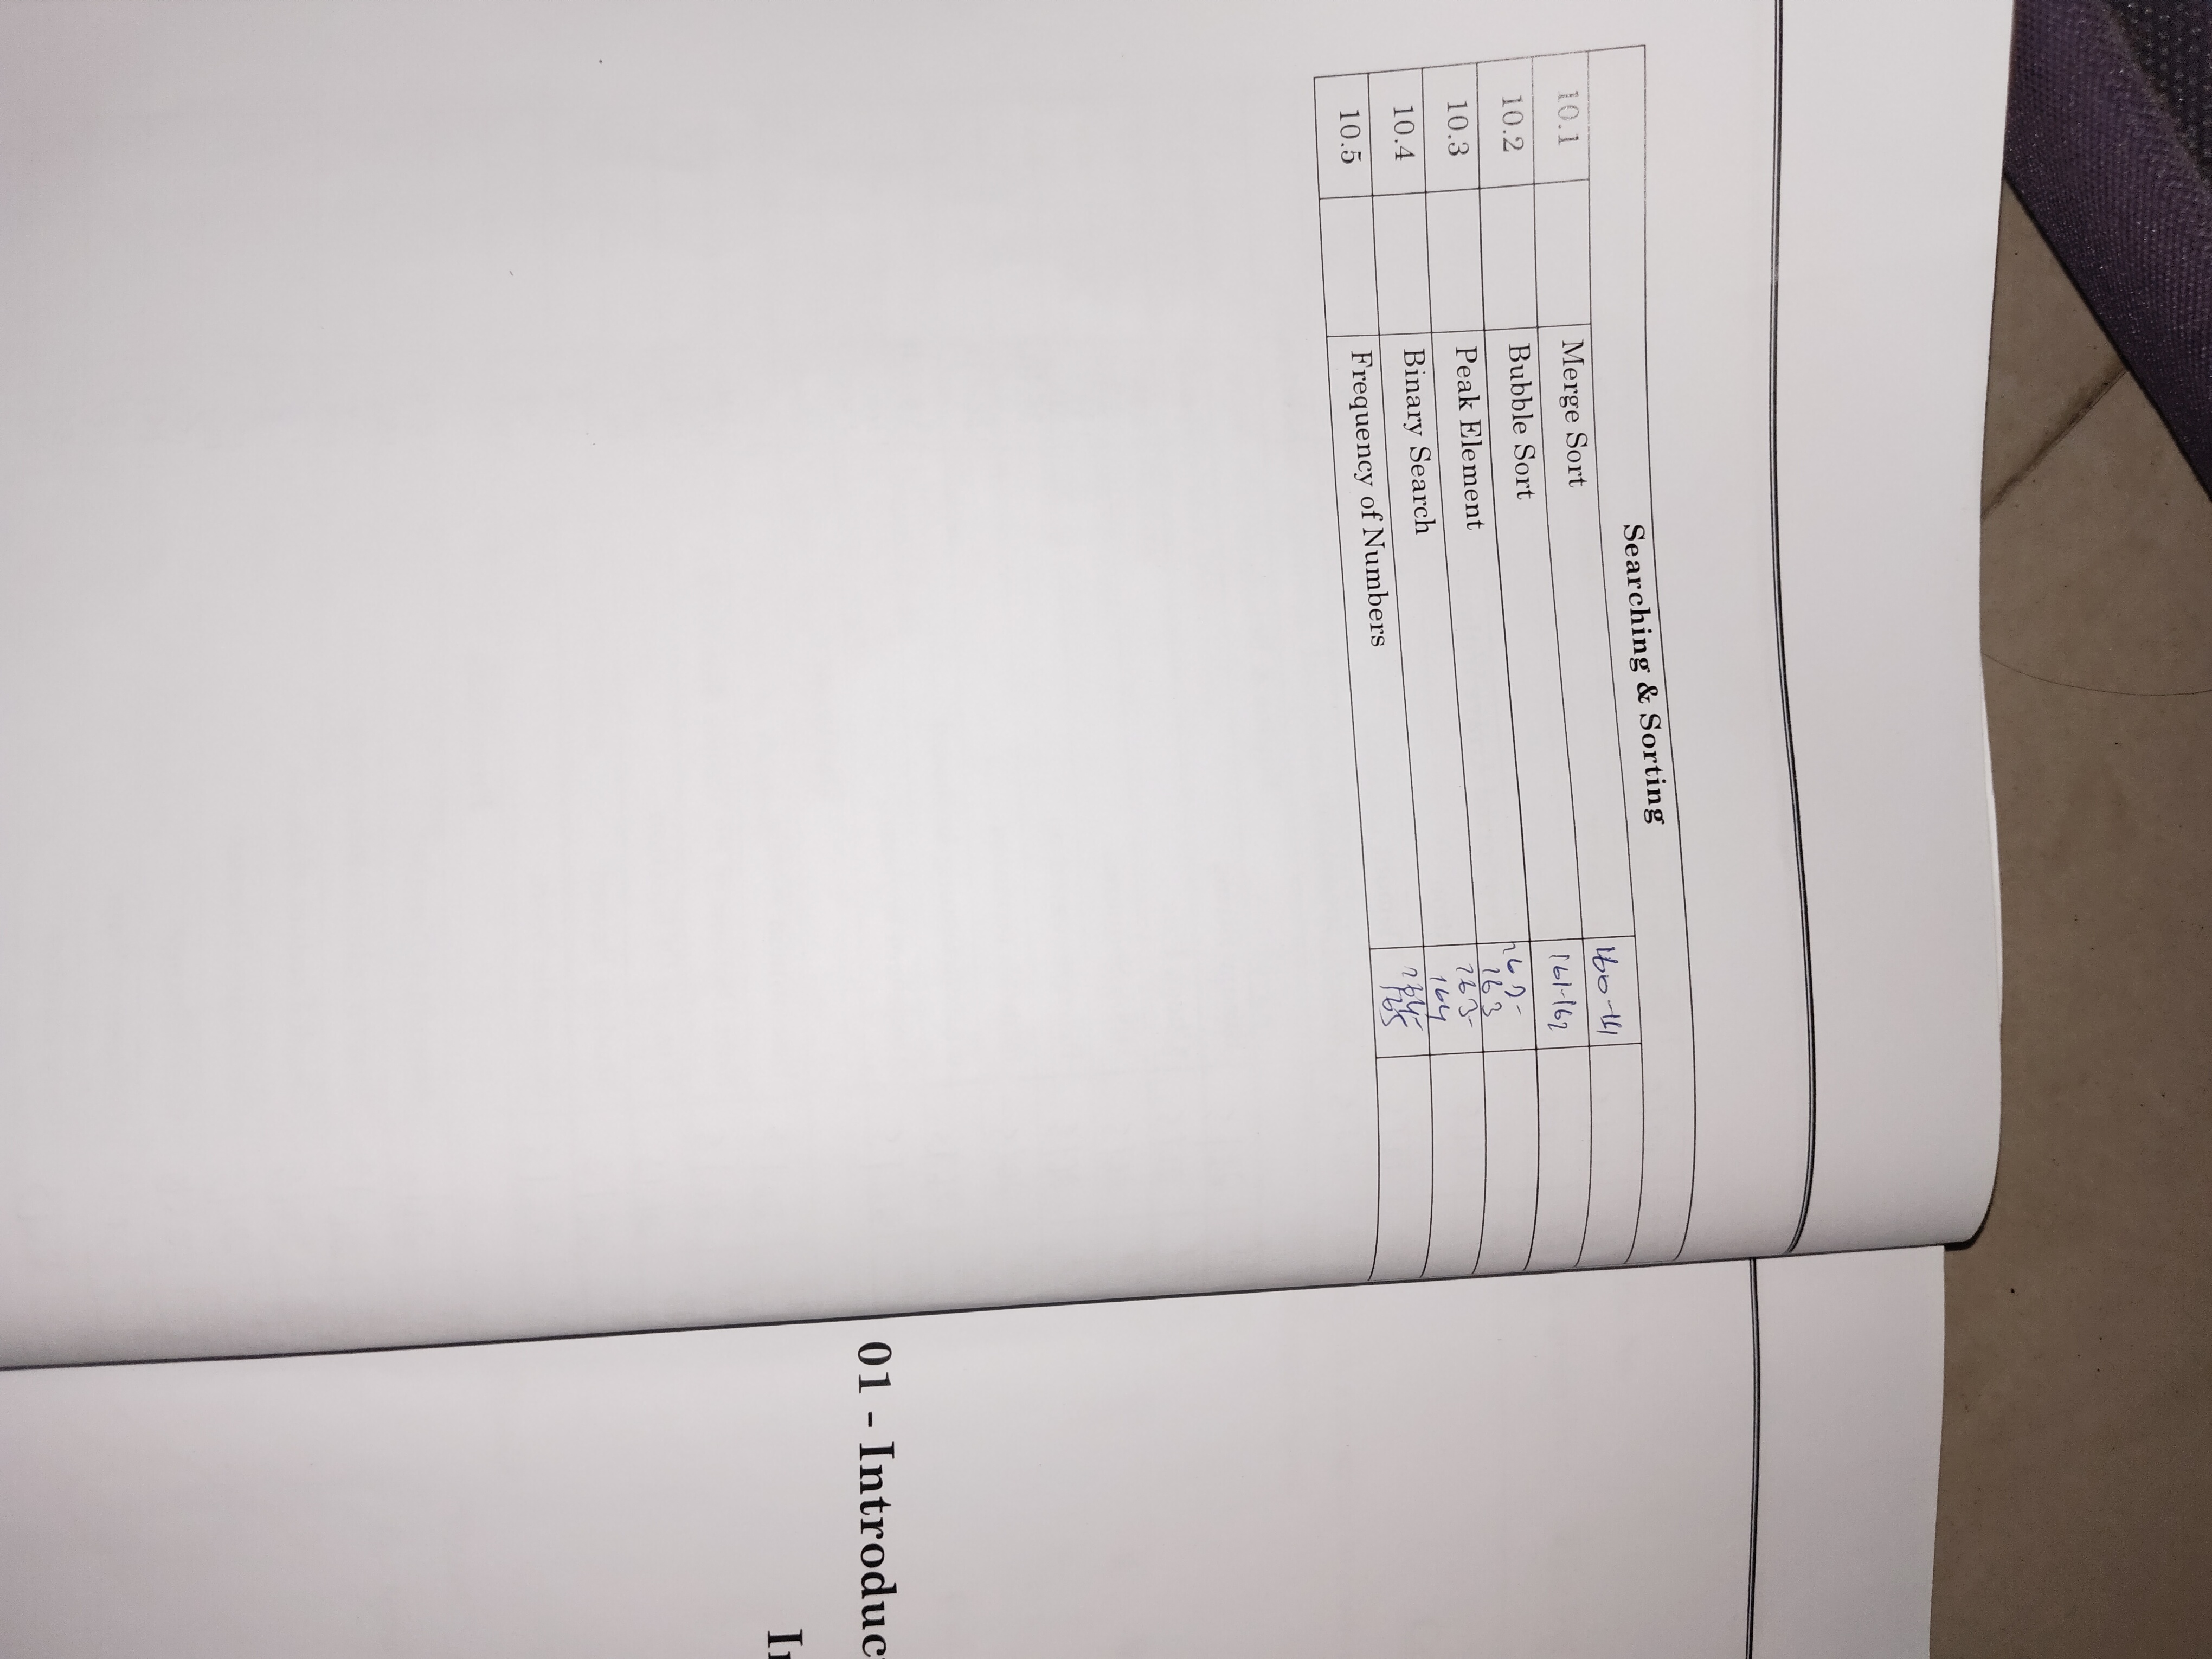 Searching & Sorting
10.1 Merge Sort 160-161
10.2 Bubble Sort 161-162
10.3 Peak Element 162-163
10.4 Binary Search 163-164
10.5 Frequency of Numbers 164-165
01 - Introduc
In